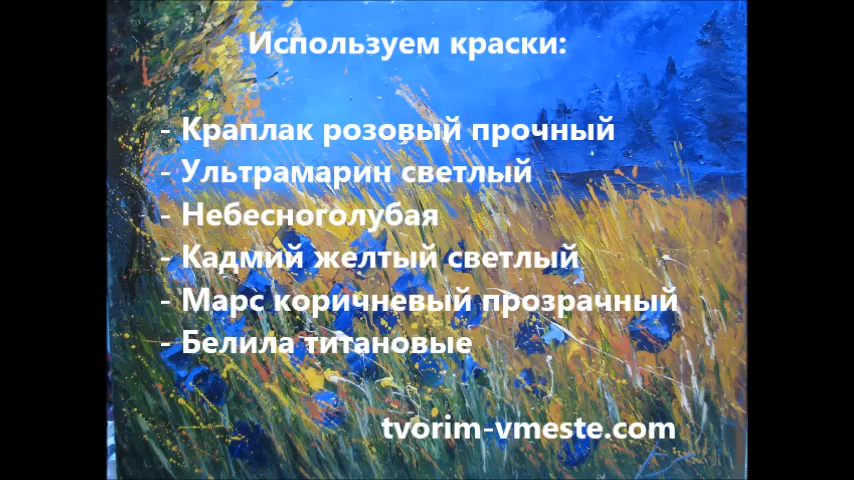 Используем краски:
- Краплак розовый прочный
- Ультрамарин светлый
- Небесноголубая
- Кадмий желтый светлый
- Марс коричневый прозрачный
- Белила титановые
tvorim-vmeste.com